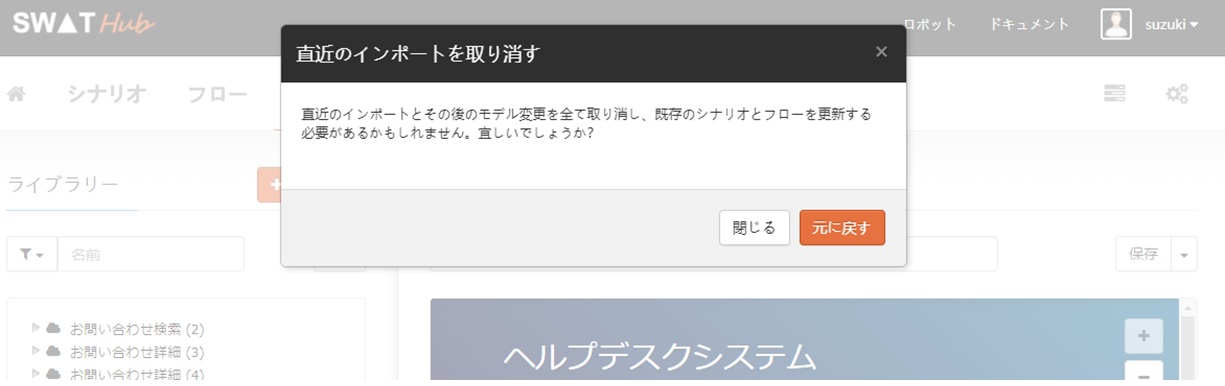 SWAT Hub
ロボット
ドキュメント
suzuki
シナリオ
フロー
直近のインポートを取り消す
×
直近のインポートとその後のモデル変更を全て取り消し、既存のシナリオとフローを更新する
必要があるかもしれません。宜しいでしょうか?
閉じる
元に戻す
ライブラリー
名前
保存
お問い合わせ検索 (2)
お問い合わせ詳細 (3)
お問い合わせ詳細 (4)
ヘルプデスクシステム